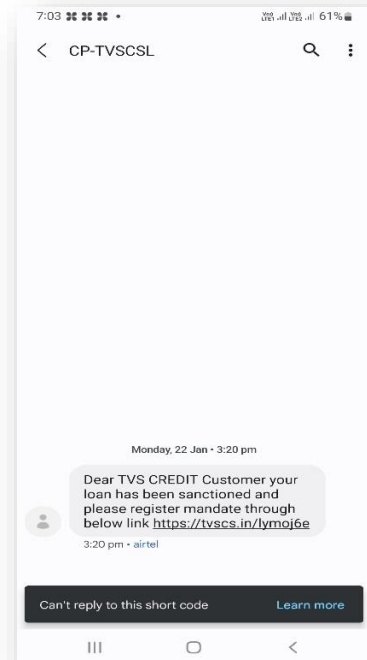 7:03
61%
CP-TVSCSL
Monday, 22 Jan • 3:20 pm
Dear TVS CREDIT Customer your
loan has been sanctioned and
please register mandate through
below link https://tvscs.in/lymoj6e
3:20 pm • airtel
Can't reply to this short code Learn more